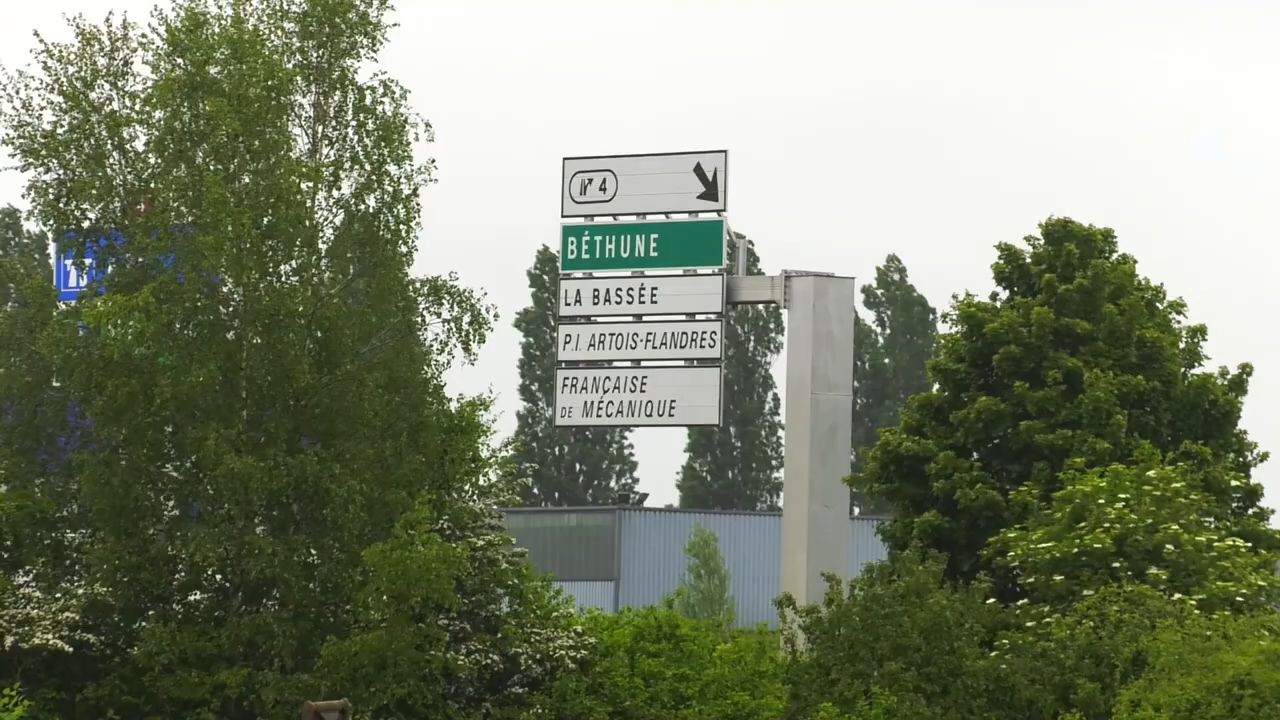 4
BÉTHUNE
LA BASSÉE
P.I. ARTOIS-FLANDRES
FRANÇAISE
DE MÉCANIQUE